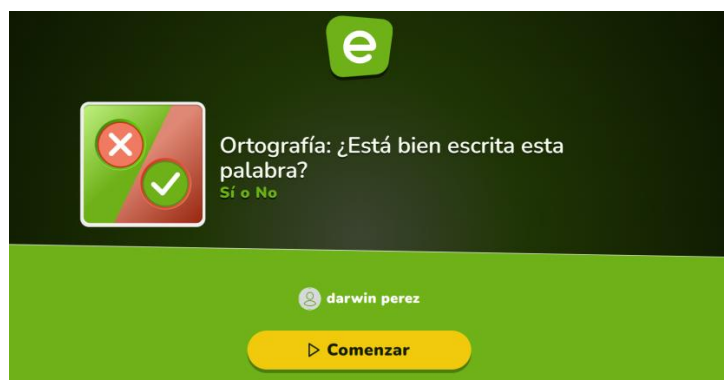 e
Ortografía: ¿Está bien escrita esta
palabra?
Sí o No
darwin perez
Comenzar